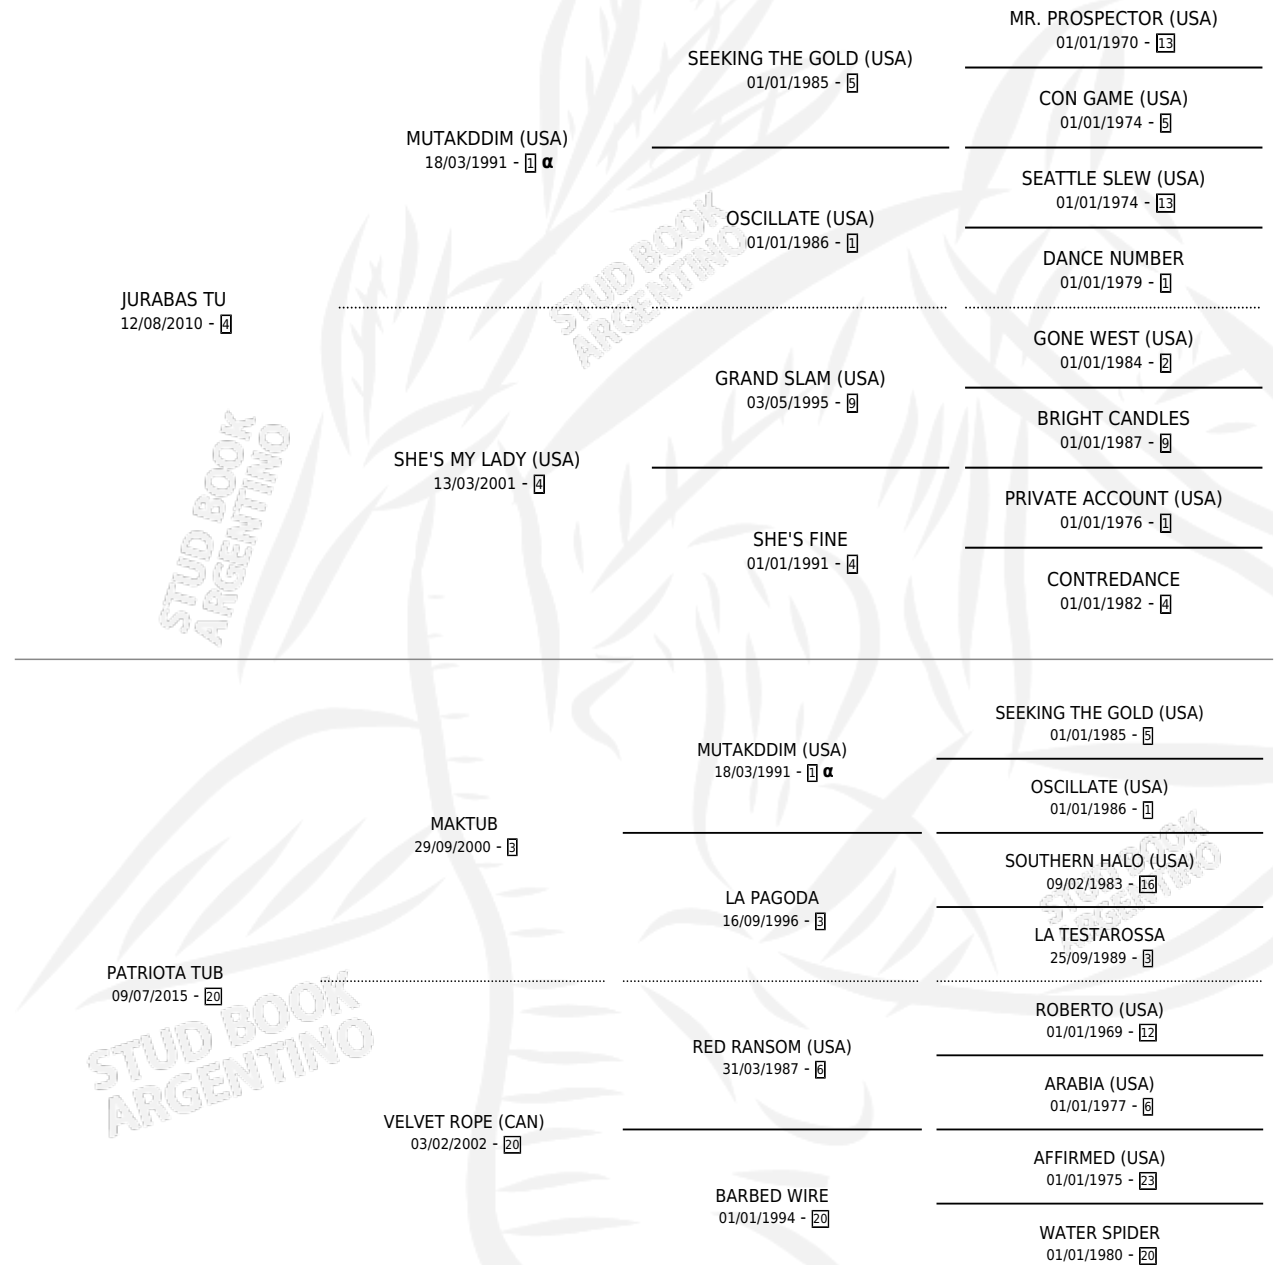 MR. PROSPECTOR (USA)
01/01/1970 - 13
SEEKING THE GOLD (USA)
01/01/1985 - 5
CON GAME (USA)
01/01/1974 - 5
MUTAKDDIM (USA)
18/03/1991 - 1 α
SEATTLE SLEW (USA)
01/01/1974 - 13
OSCILLATE (USA)
01/01/1986 - 1
DANCE NUMBER
01/01/1979 - 1
STUD BOOK
ARGENTINO
JURABAS TU
12/08/2010 - 4
GONE WEST (USA)
01/01/1984 - 2
GRAND SLAM (USA)
03/05/1995 - 9
BRIGHT CANDLES
01/01/1987 - 9
SHE'S MY LADY (USA)
13/03/2001 - 4
PRIVATE ACCOUNT (USA)
01/01/1976 - 1
SHE'S FINE
01/01/1991 - 4
CONTREDANCE
01/01/1982 - 4
STUD BOOK
ARGENTINO
SEEKING THE GOLD (USA)
01/01/1985 - 5
MUTAKDDIM (USA)
18/03/1991 - 1 α
OSCILLATE (USA)
01/01/1986 - 1
MAKTUB
29/09/2000 - 3
SOUTHERN HALO (USA)
09/02/1983 - 16
LA PAGODA
16/09/1996 - 3
LA TESTAROSSA
25/09/1989 - 3
STUD BOOK
ARGENTINO
PATRIOTA TUB
09/07/2015 - 20
ROBERTO (USA)
01/01/1969 - 12
RED RANSOM (USA)
31/03/1987 - 6
ARABIA (USA)
01/01/1977 - 6
STUD BOOK
ARGENTINO
VELVET ROPE (CAN)
03/02/2002 - 20
AFFIRMED (USA)
01/01/1975 - 23
BARBED WIRE
01/01/1994 - 20
WATER SPIDER
01/01/1980 - 20